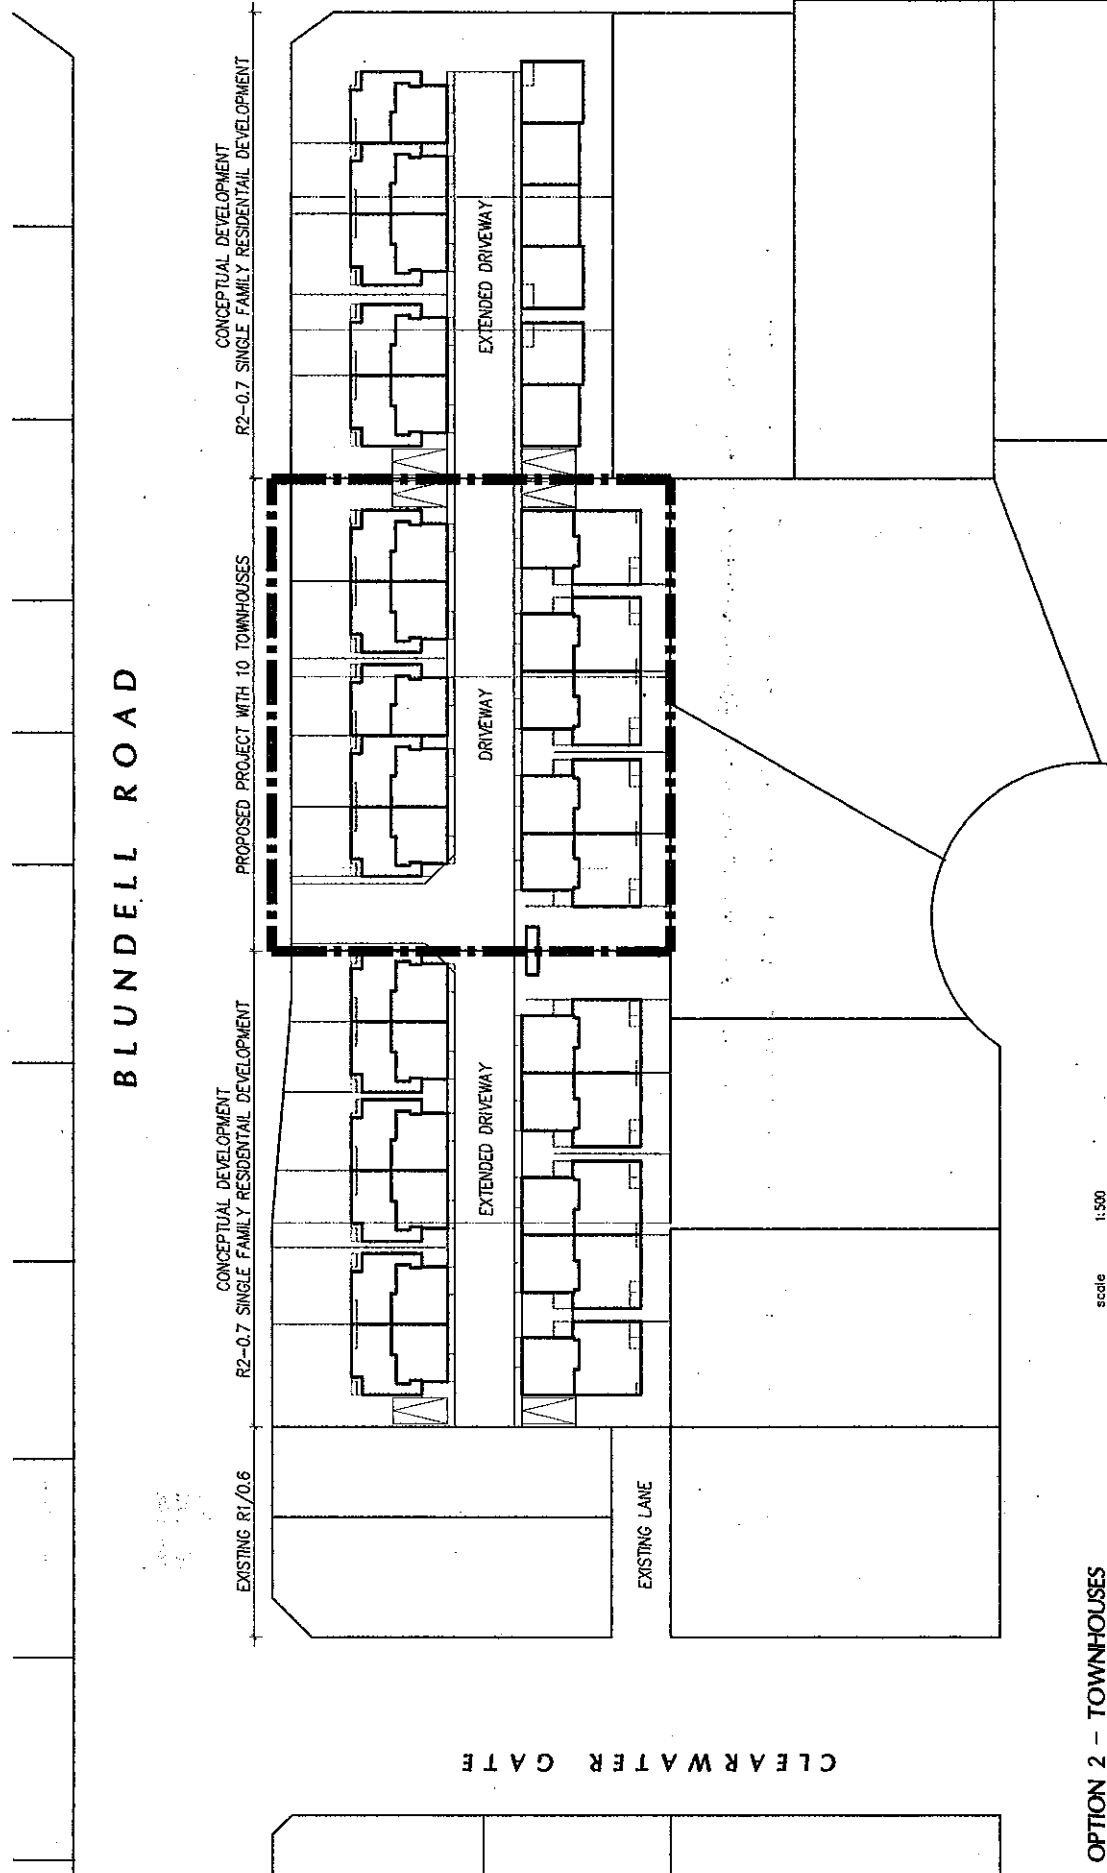 BLUNDELL ROAD
EXISTING R1/0.6
CONCEPTUAL DEVELOPMENT
R2-0.7 SINGLE FAMILY RESIDENTAIL DEVELOPMENT
PROPOSED PROJECT WITH 10 TOWNHOUSES
CONCEPTUAL DEVELOPMENT
R2-0.7 SINGLE FAMILY RESIDENTAIL DEVELOPMENT
EXTENDED DRIVEWAY
DRIVEWAY
EXTENDED DRIVEWAY
EXISTING LANE
CLEARWATER GATE
OPTION 2 - TOWNHOUSES
scale 1:500